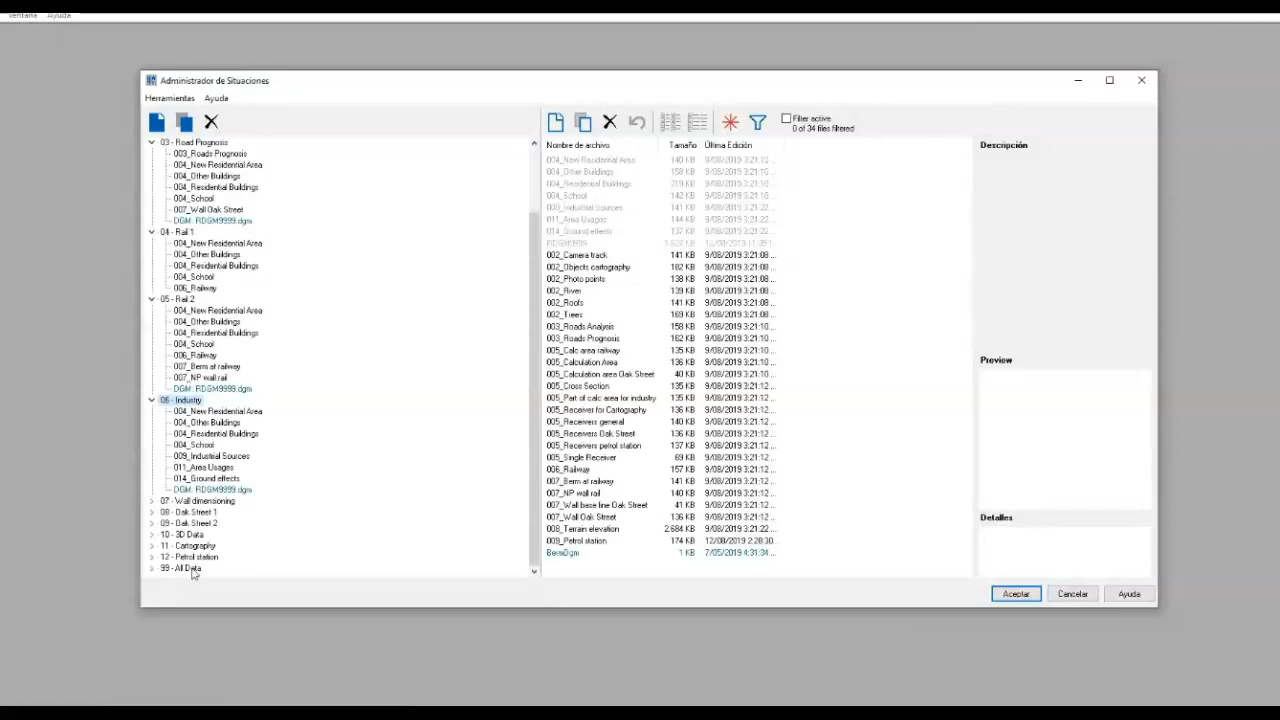 Ventana Ayuda
Administrador de Situaciones
Herramientas Ayuda
Filter active
0 of 34 files filtered
03 - Road Prognosis
003_Roads Prognosis
004_New Residential Area
004_Other Buildings
004_Residential Buildings
004_School
007_Wall Oak Street
DGM: RDGM9999.dgm
04 - Rail 1
004_New Residential Area
004_Other Buildings
004_Residential Buildings
004_School
006_Railway
05 - Rail 2
004_New Residential Area
004_Other Buildings
004_Residential Buildings
004_School
006_Railway
007_Berm at railway
007_NP wall rail
DGM: RDGM9999.dgm
06 - Industry
004_New Residential Area
004_Other Buildings
004_Residential Buildings
004_School
009_Industrial Sources
011_Area Usages
014_Ground effects
DGM: RDGM9999.dgm
07 - Wall dimensioning
08 - Oak Street 1
09 - Oak Street 2
10 - 3D Data
11 - Cartography
12 - Petrol station
99 - All Data
Nombre de archivo Tamaño Última Edición
004_New Residential Area 140 KB 9/08/2019 3:21:10 ...
004_Other Buildings 158 KB 9/08/2019 3:21:16 ...
004_Residential Buildings 219 KB 9/08/2019 3:21:16 ...
004_School 142 KB 9/08/2019 3:21:16 ...
009_Industrial Sources 141 KB 9/08/2019 3:21:22 ...
011_Area Usages 144 KB 9/08/2019 3:21:22 ...
014_Ground effects 137 KB 9/08/2019 3:21:22 ...
RDGM9999
002_Camera track 141 KB 9/08/2019 3:21:08 ...
002_Objects cartography 182 KB 9/08/2019 3:21:08 ...
002_Photo points 138 KB 9/08/2019 3:21:08 ...
002_River 139 KB 9/08/2019 3:21:08 ...
002_Roofs 141 KB 9/08/2019 3:21:08 ...
002_Trees 169 KB 9/08/2019 3:21:08 ...
003_Roads Analysis 158 KB 9/08/2019 3:21:10 ...
003_Roads Prognosis 162 KB 9/08/2019 3:21:10 ...
005_Calc area railway 135 KB 9/08/2019 3:21:10 ...
005_Calculation Area 136 KB 9/08/2019 3:21:10 ...
005_Calculation area Oak Street 40 KB 9/08/2019 3:21:10 ...
005_Cross Section 135 KB 9/08/2019 3:21:12 ...
005_Part of calc area for industry 135 KB 9/08/2019 3:21:12 ...
005_Receiver for Cartography 136 KB 9/08/2019 3:21:12 ...
005_Receivers general 140 KB 9/08/2019 3:21:12 ...
005_Receivers Oak Street 136 KB 9/08/2019 3:21:12 ...
005_Receivers petrol station 137 KB 9/08/2019 3:21:12 ...
005_Single Receiver 69 KB 9/08/2019 3:21:12 ...
006_Railway 157 KB 9/08/2019 3:21:12 ...
007_Berm at railway 141 KB 9/08/2019 3:21:12 ...
007_NP wall rail 140 KB 9/08/2019 3:21:12 ...
007_Wall base line Oak Street 41 KB 9/08/2019 3:21:12 ...
007_Wall Oak Street 136 KB 9/08/2019 3:21:12 ...
008_Terrain elevation 2.684 KB 9/08/2019 3:21:22 ...
009_Petrol station 174 KB 12/08/2019 2:28:30...
BermDgm 1 KB 7/05/2019 4:31:34 ...
Descripción
Preview
Detalles
Aceptar Cancelar Ayuda